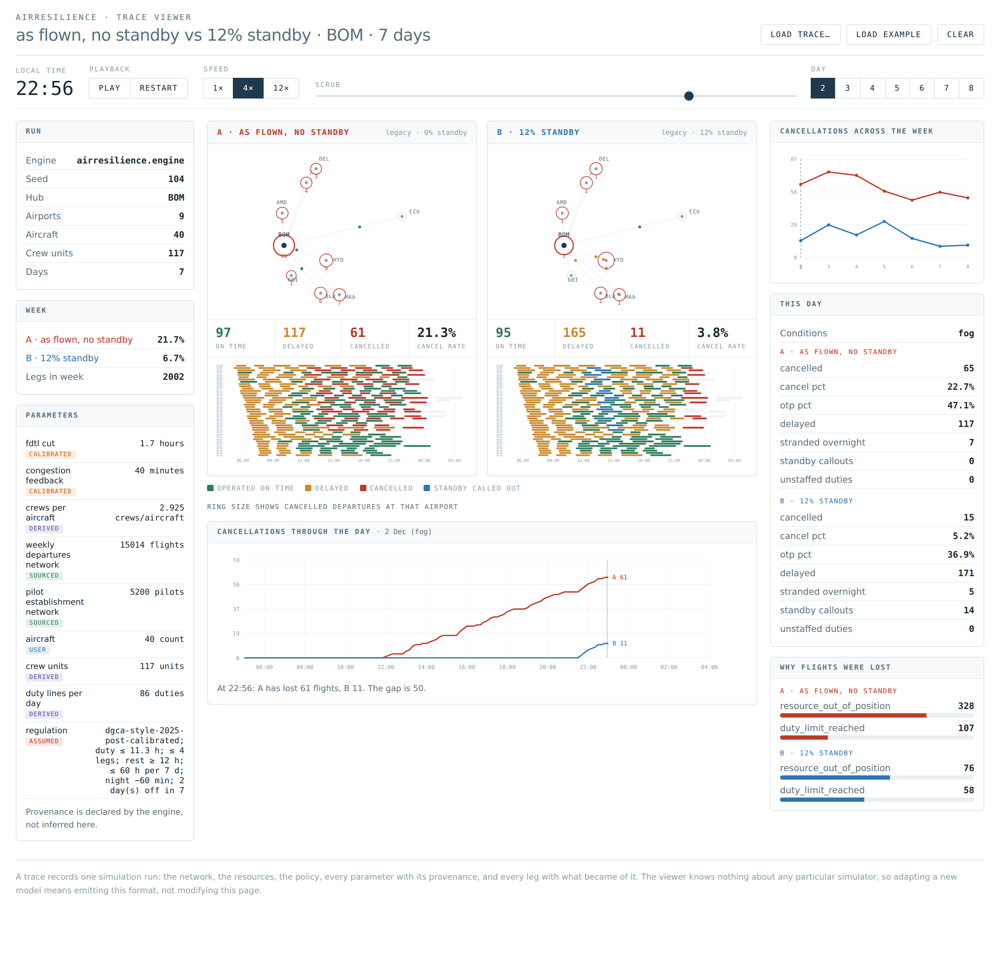 AIRRESILIENCE · TRACE VIEWER
as flown, no standby vs 12% standby · BOM · 7 days
LOAD TRACE…
LOAD EXAMPLE
CLEAR
LOCAL TIME
22:56
PLAYBACK
PLAY
RESTART
SPEED
1×
4×
12×
SCRUB
DAY
2
3
4
5
6
7
8
RUN
Engine airresilience.engine
Seed 104
Hub BOM
Airports 9
Aircraft 40
Crew units 117
Days 7
WEEK
A · as flown, no standby 21.7%
B · 12% standby 6.7%
Legs in week 2002
PARAMETERS
fdtl cut 1.7 hours
CALIBRATED
congestion 40 minutes
feedback
CALIBRATED
crews per 2.925
aircraft crews/aircraft
DERIVED
weekly 15014 flights
departures
network
SOURCED
pilot 5200 pilots
establishment
network
SOURCED
aircraft 40 count
USER
crew units 117 units
DERIVED
duty lines per 86 duties
day
DERIVED
regulation dgca-style-2025-
ASSUMED post-calibrated;
duty ≤ 11.3 h; ≤ 4
legs; rest ≥ 12 h;
≤ 60 h per 7 d;
night −60 min; 2
day(s) off in 7
Provenance is declared by the engine,
not inferred here.
A · AS FLOWN, NO STANDBY
legacy · 0% standby
DEL
3
4
AMD
5
CCU
BOM
26
HYD
9
GOI
1
BLR
6
MAA
7
97
ON TIME
117
DELAYED
61
CANCELLED
21.3%
CANCEL RATE
06:00 09:00 12:00 15:00 18:00 21:00 00:00 03:00
B · 12% STANDBY
legacy · 12% standby
DEL
1
1
AMD
1
CCU
BOM
2
HYD
4
GOI
BLR
1
MAA
1
95
ON TIME
165
DELAYED
11
CANCELLED
3.8%
CANCEL RATE
06:00 09:00 12:00 15:00 18:00 21:00 00:00 03:00
OPERATED ON TIME DELAYED CANCELLED STANDBY CALLED OUT
RING SIZE SHOWS CANCELLED DEPARTURES AT THAT AIRPORT
CANCELLATIONS THROUGH THE DAY · 2 Dec (fog)
74
56
37
19
0
A 61
B 11
06:00 08:00 10:00 12:00 14:00 16:00 18:00 20:00 22:00 00:00 02:00 04:00
At 22:56: A has lost 61 flights, B 11. The gap is 50.
CANCELLATIONS ACROSS THE WEEK
87
58
29
0
2 3 4 5 6 7 8
THIS DAY
Conditions fog
A · AS FLOWN, NO STANDBY
cancelled 65
cancel pct 22.7%
otp pct 47.1%
delayed 117
stranded overnight 7
standby callouts 0
unstaffed duties 0
B · 12% STANDBY
cancelled 15
cancel pct 5.2%
otp pct 36.9%
delayed 171
stranded overnight 5
standby callouts 14
unstaffed duties 0
WHY FLIGHTS WERE LOST
A · AS FLOWN, NO STANDBY
resource_out_of_position 328
duty_limit_reached 107
B · 12% STANDBY
resource_out_of_position 76
duty_limit_reached 58
A trace records one simulation run: the network, the resources, the policy, every parameter with its provenance, and every leg with what became of it. The viewer knows nothing about any particular simulator, so adapting a new
model means emitting this format, not modifying this page.